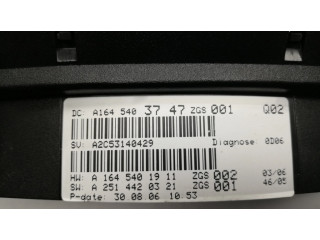 DC A164 540 37 47 ZGS 001 Q02
SV: A2C53140429 Diagnose: 0D06
HW: A 164 540 19 11 ZGS 002 03/06
SW: A 251 442 03 21 ZGS 001 46/05
P-date: 30 08 06 10:53